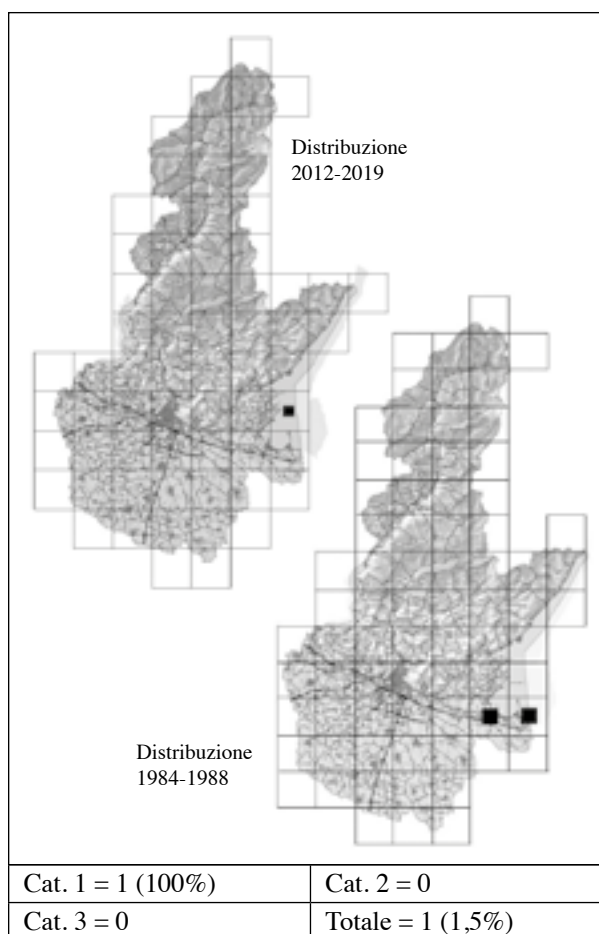 Distribuzione
2012-2019
Distribuzione
1984-1988
Cat. 1 = 1 (100%)
Cat. 2 = 0
Cat. 3 = 0
Totale = 1 (1,5%)